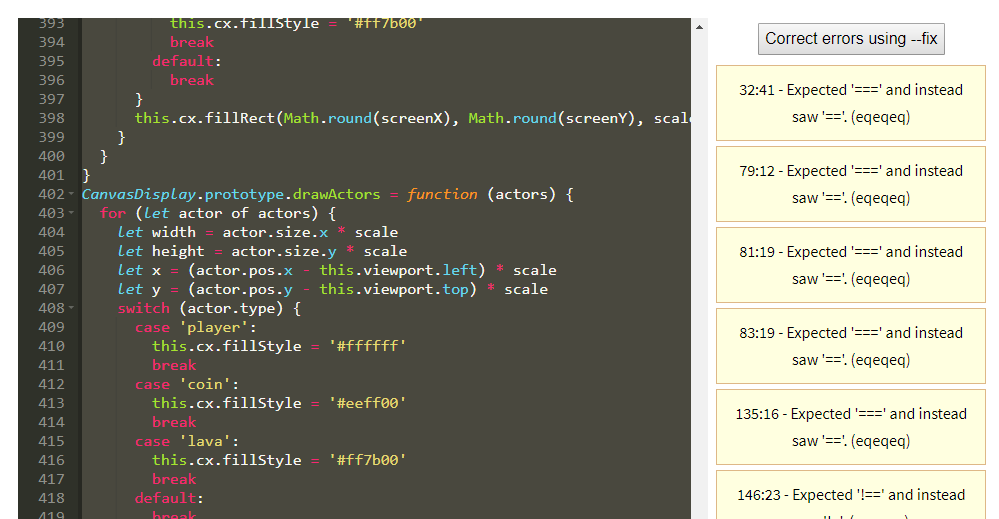 393 this.cx.fillStyle = '#ff7b00'
394 break
395 default:
396 break
397 }
398 this.cx.fillRect(Math.round(screenX), Math.round(screenY),
399 }
400 }
401 }
402 CanvasDisplay.prototype.drawActors = function (actors) {
403 for (let actor of actors) {
404 let width = actor.size.x * scale
405 let height = actor.size.y * scale
406 let x = (actor.pos.x - this.viewport.left) * scale
407 let y = (actor.pos.y - this.viewport.top) * scale
408 switch (actor.type) {
409 case 'player':
410 this.cx.fillStyle = '#ffffff'
411 break
412 case 'coin':
413 this.cx.fillStyle = '#eeff00'
414 break
415 case 'lava':
416 this.cx.fillStyle = '#ff7b00'
417 break
418 default:
419 break
Correct errors using --fix
32:41 - Expected '===' and instead
saw '=='. (eqeqeq)
79:12 - Expected '===' and instead
saw '=='. (eqeqeq)
81:19 - Expected '===' and instead
saw '=='. (eqeqeq)
83:19 - Expected '===' and instead
saw '=='. (eqeqeq)
135:16 - Expected '===' and instead
saw '=='. (eqeqeq)
146:23 - Expected '!==' and instead